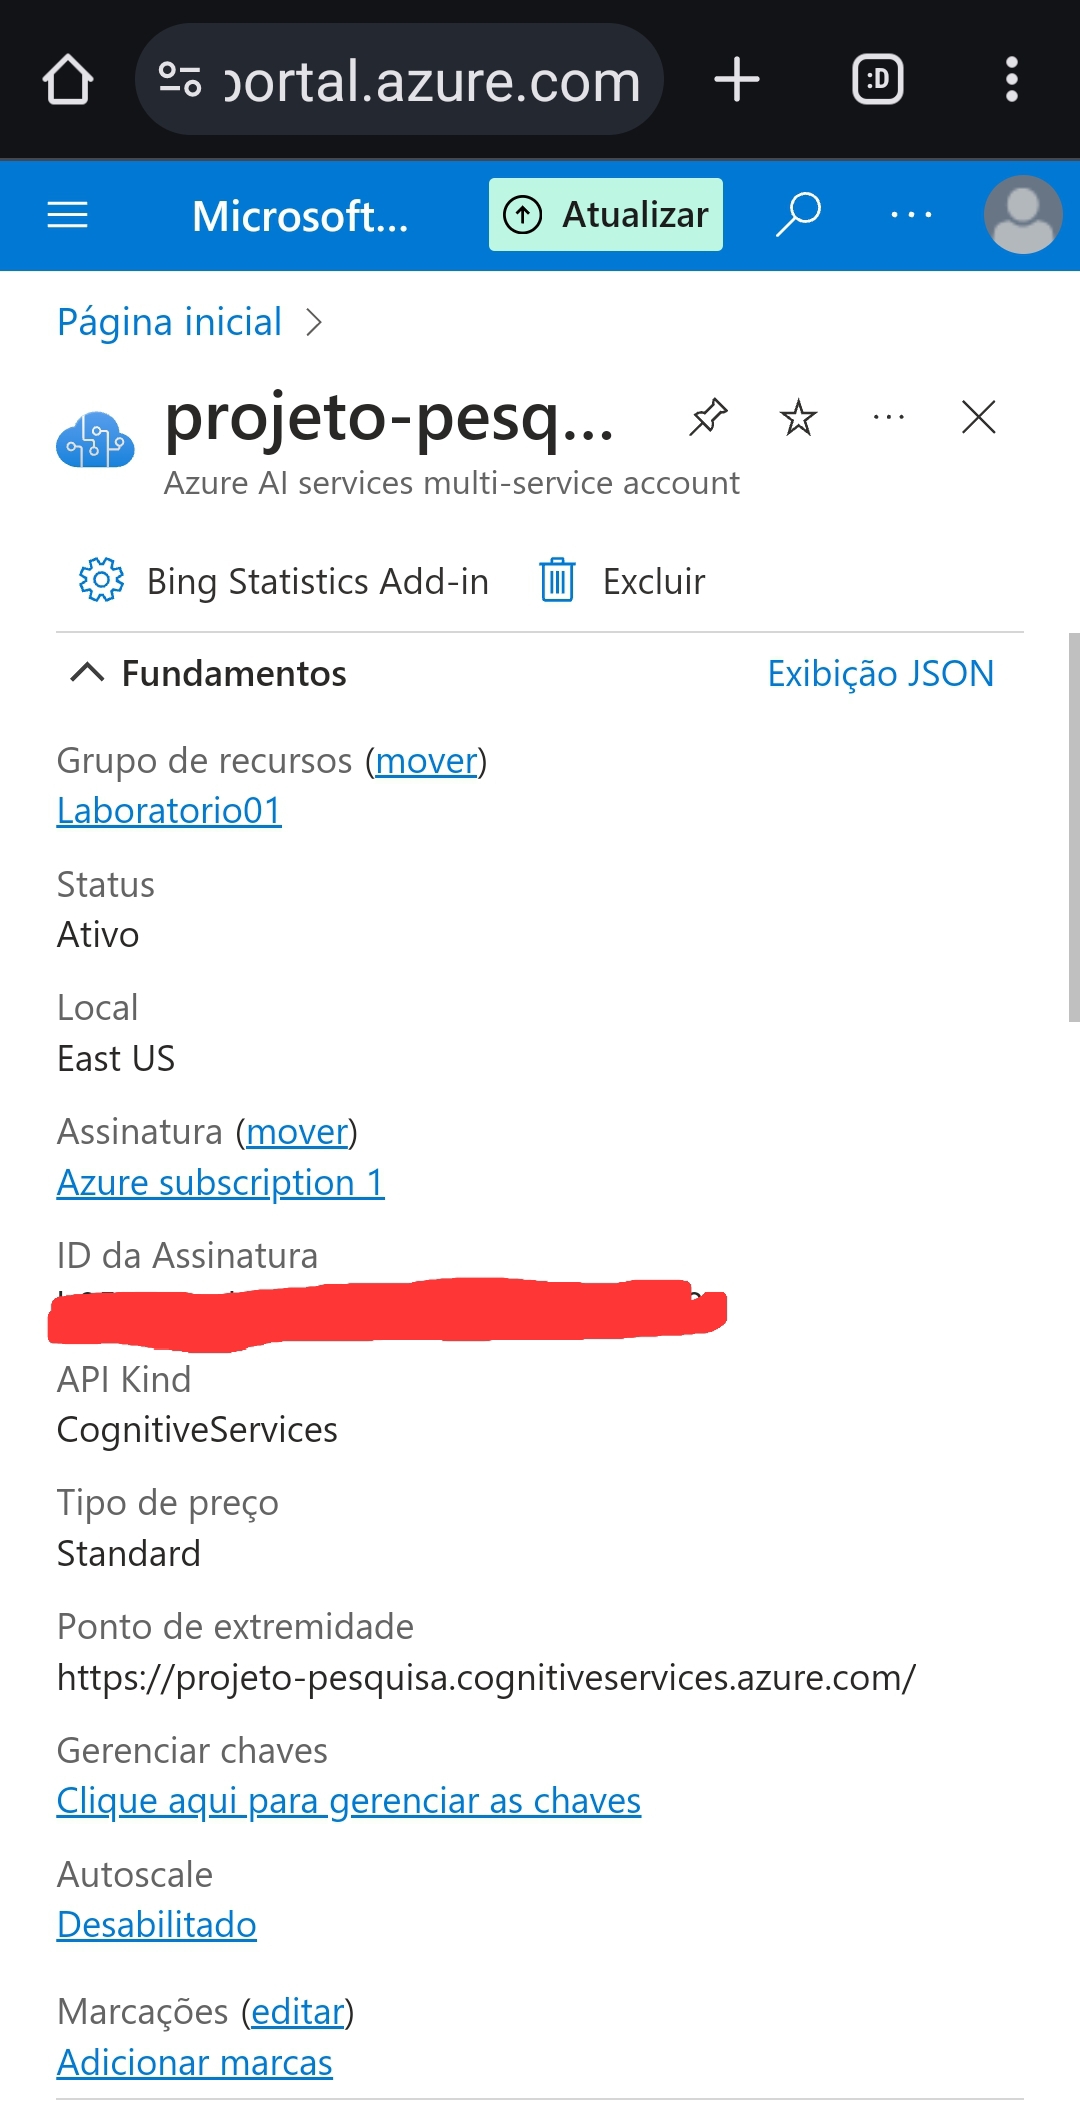 portal.azure.com
:D
Microsoft...
Atualizar
Página inicial
projeto-pesq...
Azure AI services multi-service account
Bing Statistics Add-in
Excluir
Fundamentos
Exibição JSON
Grupo de recursos (mover)
Laboratorio01
Status
Ativo
Local
East US
Assinatura (mover)
Azure subscription 1
ID da Assinatura
API Kind
CognitiveServices
Tipo de preço
Standard
Ponto de extremidade
https://projeto-pesquisa.cognitiveservices.azure.com/
Gerenciar chaves
Clique aqui para gerenciar as chaves
Autoscale
Desabilitado
Marcações (editar)
Adicionar marcas